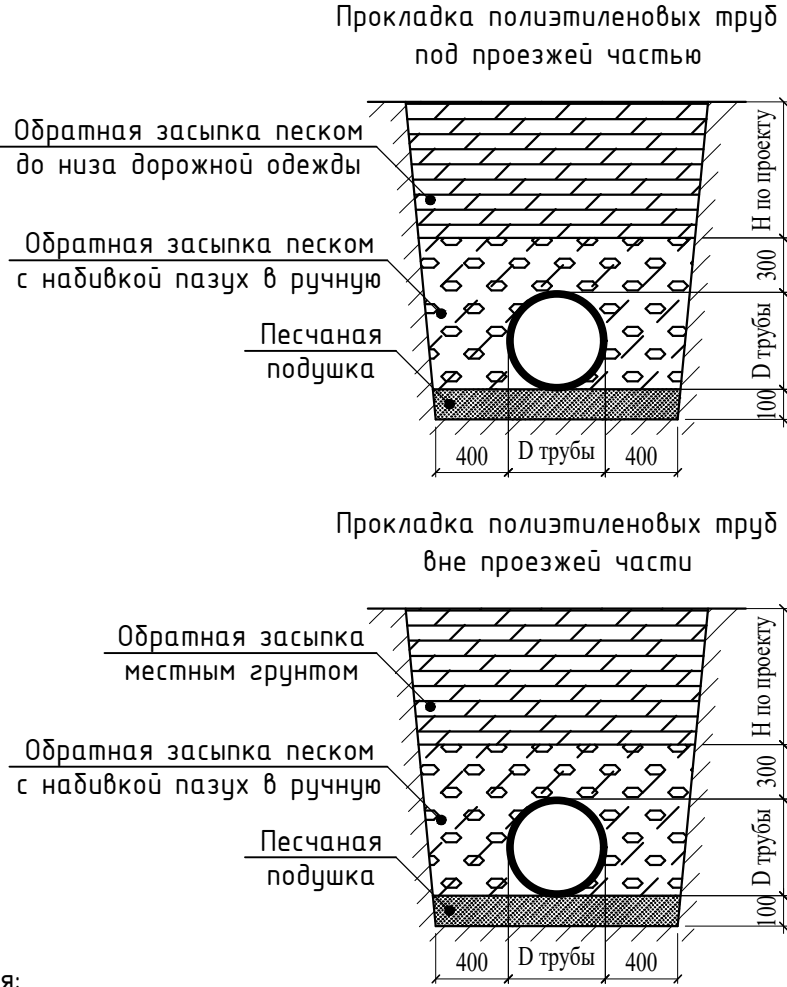 Прокладка полиэтиленовых труб
под проезжей частью
Обратная засыпка песком
до низа дорожной одежды
Обратная засыпка песком
с набивкой пазух в ручную
Песчаная
подушка
Н по проекту
300
D трубы
100
400
D трубы
400
Прокладка полиэтиленовых труб
вне проезжей части
Обратная засыпка
местным грунтом
Обратная засыпка песком
с набивкой пазух в ручную
Песчаная
подушка
Н по проекту
300
D трубы
100
400
D трубы
400
я: